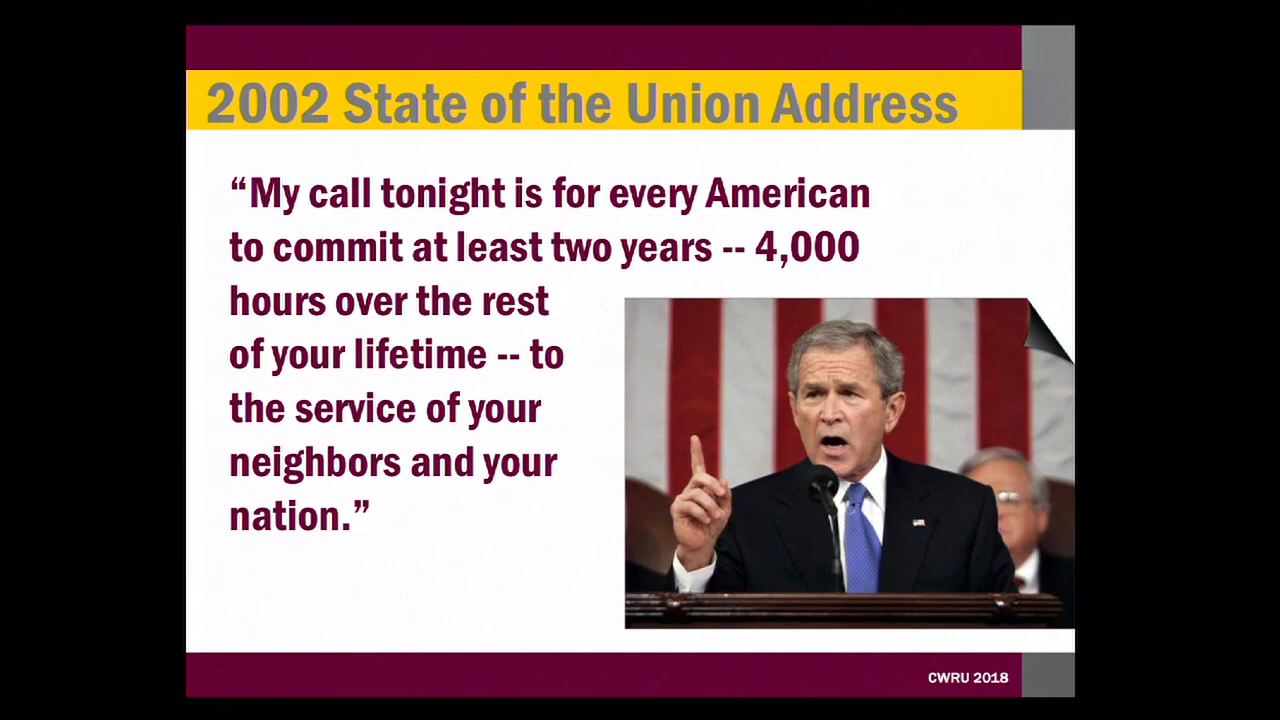 2002 State of the Union Address
“My call tonight is for every American
to commit at least two years -- 4,000
hours over the rest
of your lifetime -- to
the service of your
neighbors and your
nation.”
CWRU 2018